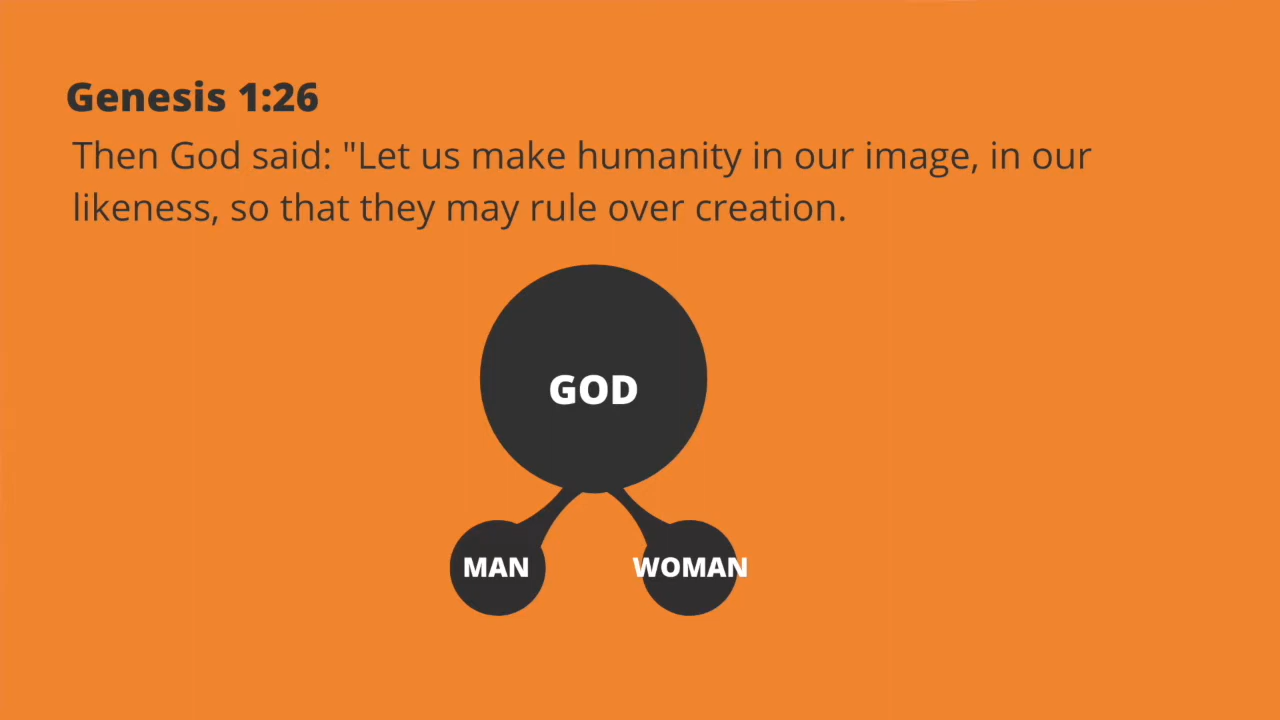 Genesis 1:26
Then God said: "Let us make humanity in our image, in our
likeness, so that they may rule over creation.
GOD
MAN
WOMAN